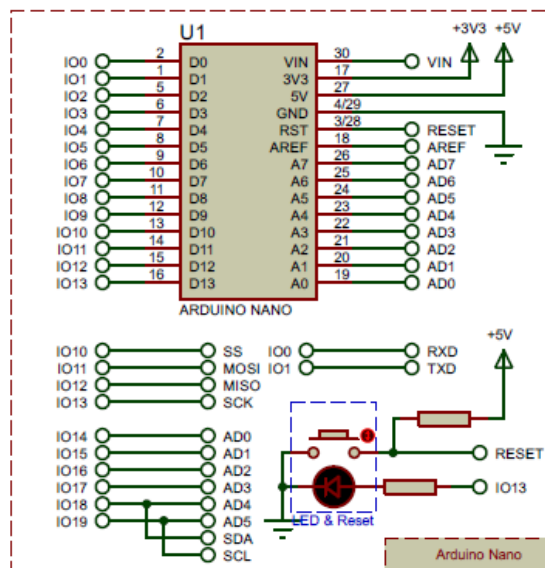 U1
+3V3 +5V
IO0 2 D0 VIN 30 VIN
IO1 1 D1 3V3 17
IO2 5 D2 5V 27
IO3 6 D3 GND 4/29
IO4 7 D4 RST 3/28 RESET
IO5 8 D5 AREF 18 AREF
IO6 9 D6 A7 26 AD7
IO7 10 D7 A6 25 AD6
IO8 11 D8 A5 24 AD5
IO9 12 D9 A4 23 AD4
IO10 13 D10 A3 22 AD3
IO11 14 D11 A2 21 AD2
IO12 15 D12 A1 20 AD1
IO13 16 D13 A0 19 AD0
ARDUINO NANO
IO10 SS IO0 RXD
IO11 MOSI IO1 TXD
IO12 MISO
IO13 SCK
+5V
IO14 AD0
IO15 AD1 RESET
IO16 AD2
IO17 AD3 IO13
IO18 AD4
IO19 AD5 LED & Reset
SDA
SCL
Arduino Nano